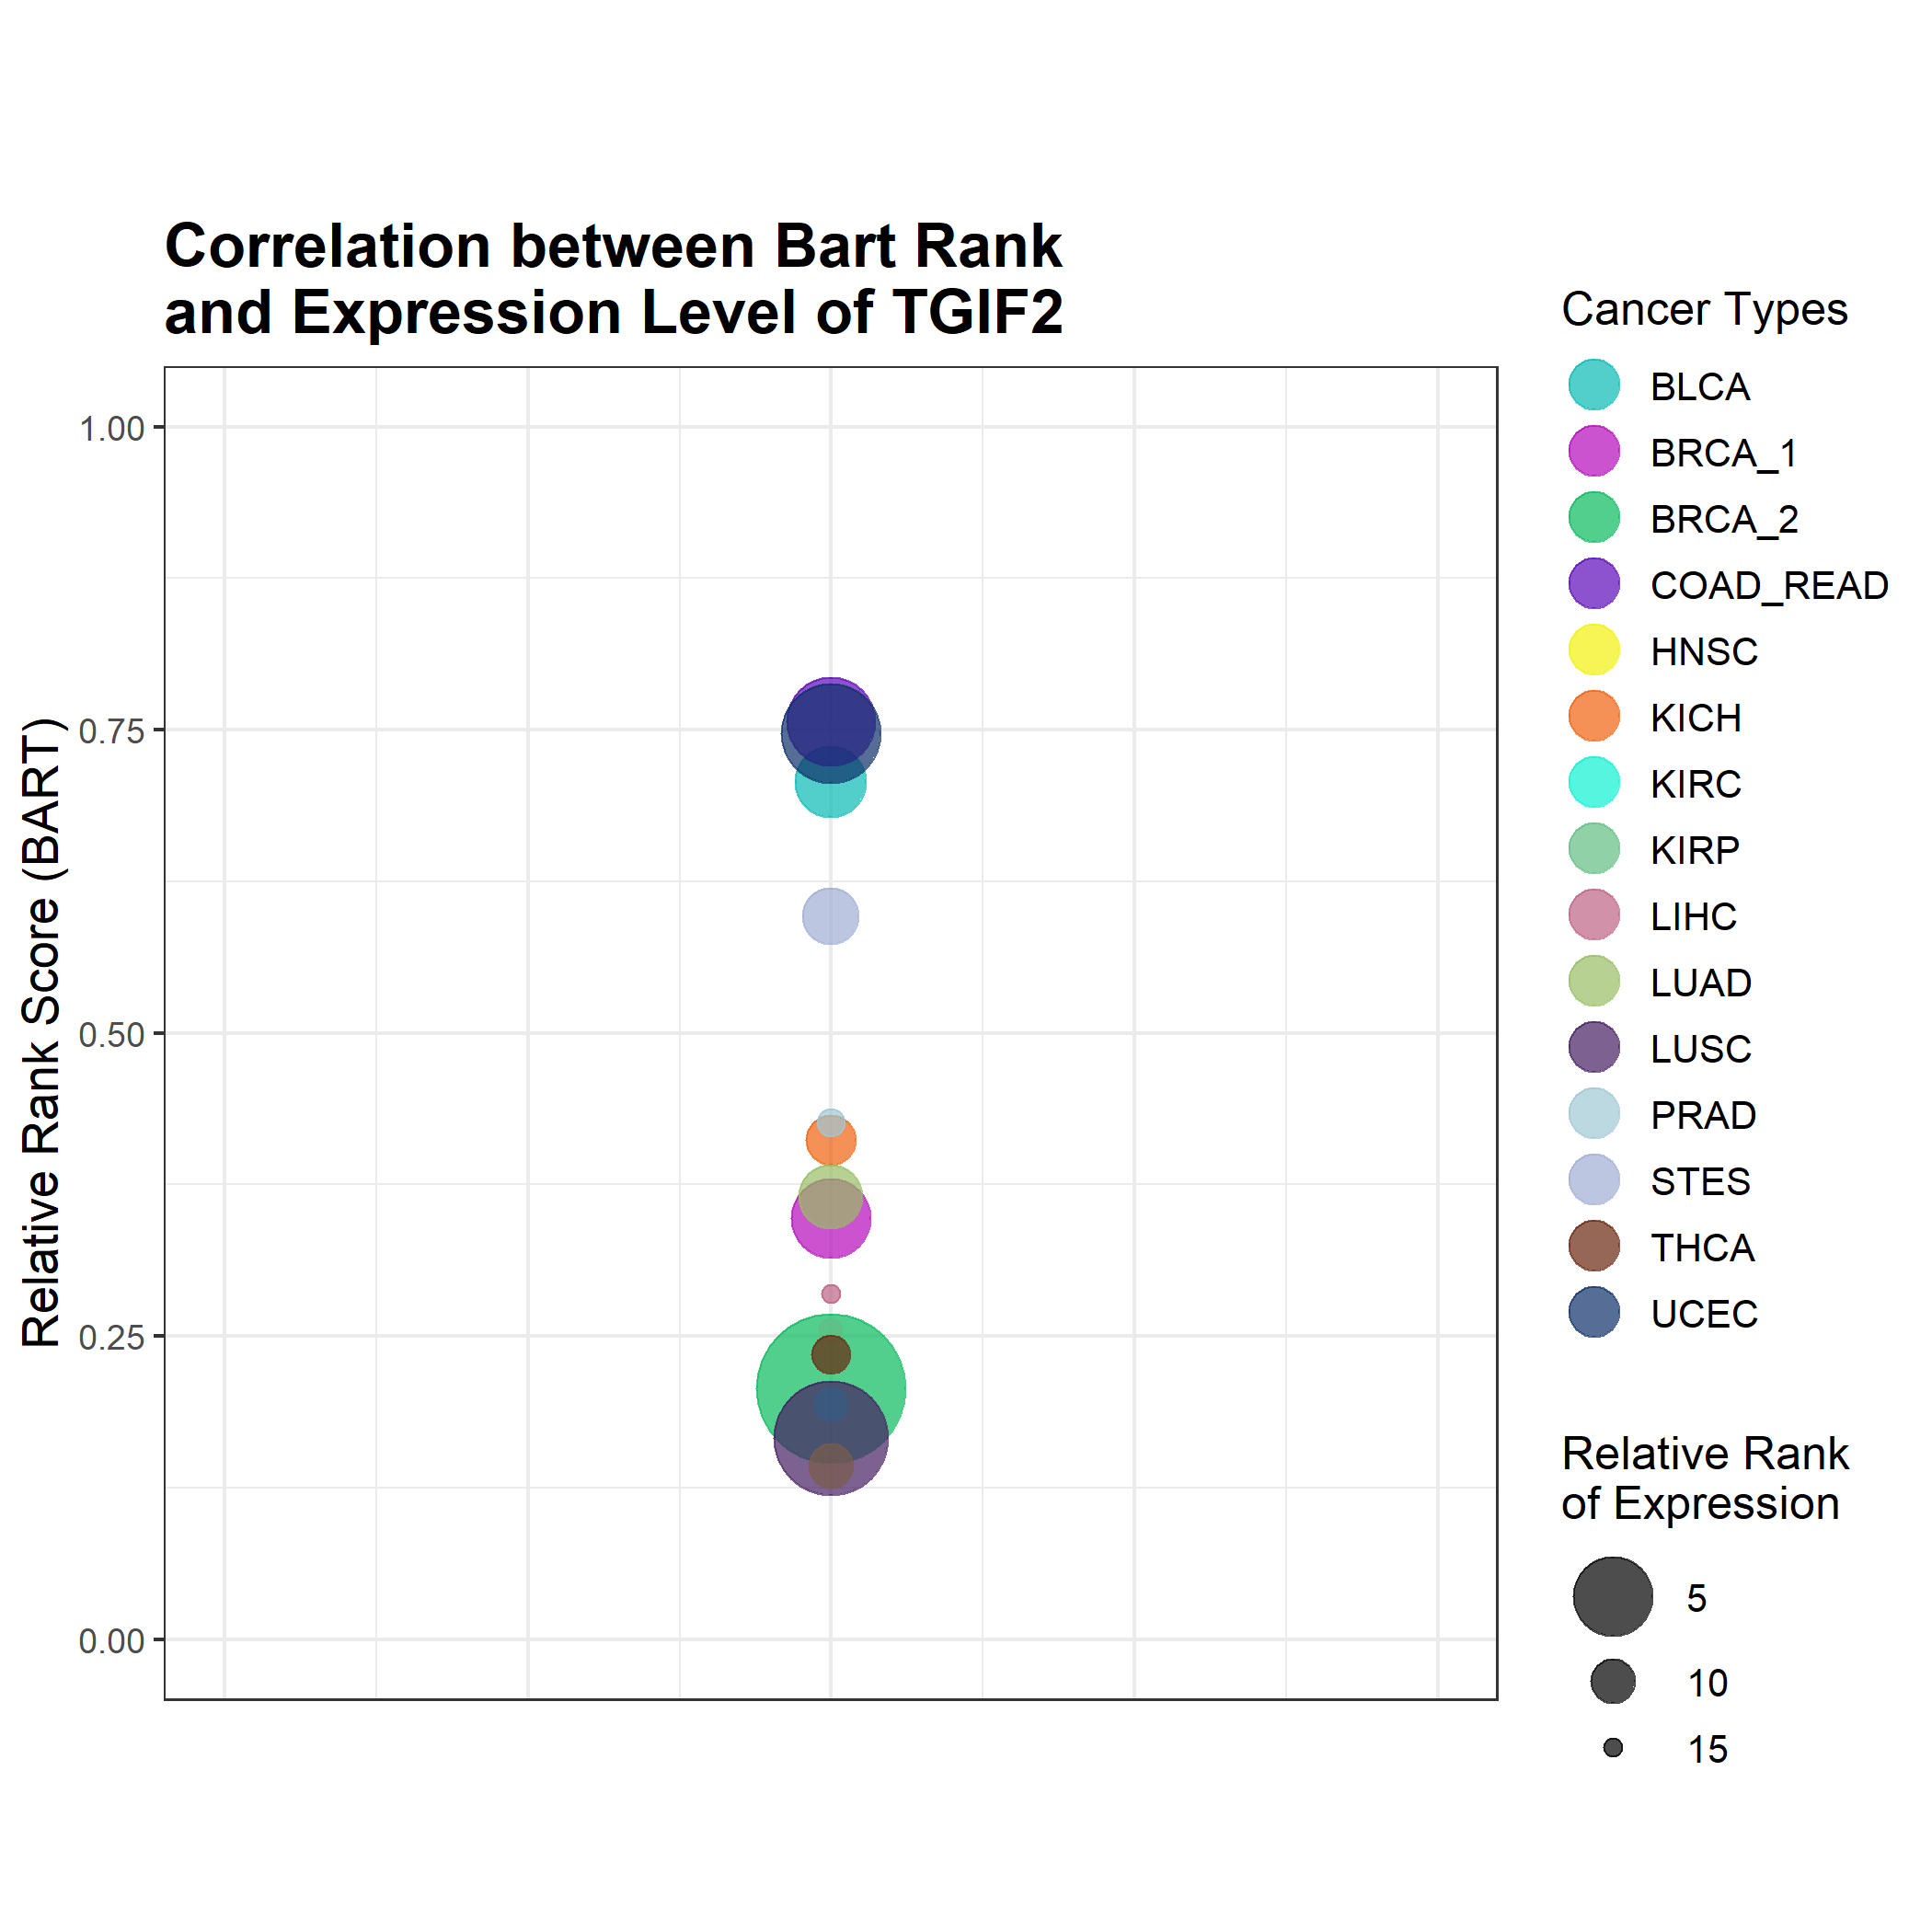 Correlation between Bart Rank
and Expression Level of TGIF2
Relative Rank Score (BART)
1.00
0.75
0.50
0.25
0.00
Cancer Types
BLCA
BRCA_1
BRCA_2
COAD_READ
HNSC
KICH
KIRC
KIRP
LIHC
LUAD
LUSC
PRAD
STES
THCA
UCEC
Relative Rank
of Expression
5
10
15